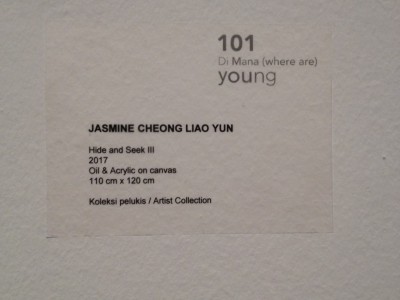 101
Di Mana (where are)
young
JASMINE CHEONG LIAO YUN
Hide and Seek III
2017
Oil & Acrylic on canvas
110 cm x 120 cm
Koleksi pelukis / Artist Collection